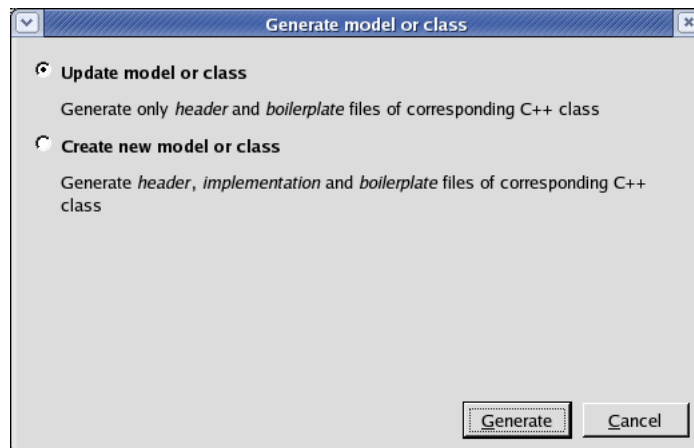 Generate model or class
Update model or class
Generate only header and boilerplate files of corresponding C++ class
Create new model or class
Generate header, implementation and boilerplate files of corresponding C++
class
Generate
Cancel